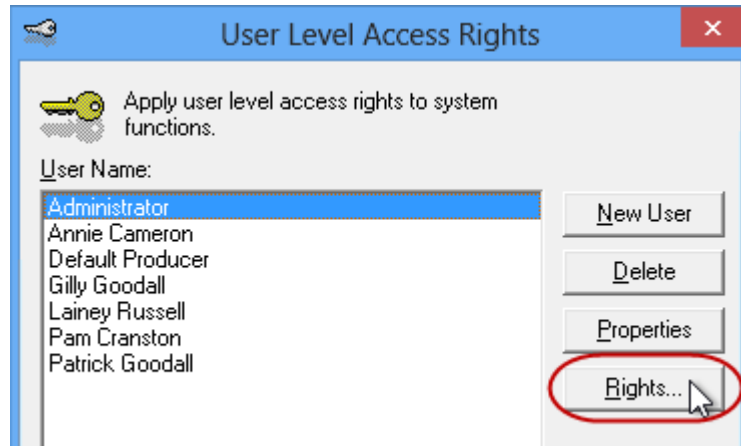 User Level Access Rights
Apply user level access rights to system
functions.
User Name:
Administrator
Annie Cameron
Default Producer
Gilly Goodall
Lainey Russell
Pam Cranston
Patrick Goodall
New User
Delete
Properties
Rights...